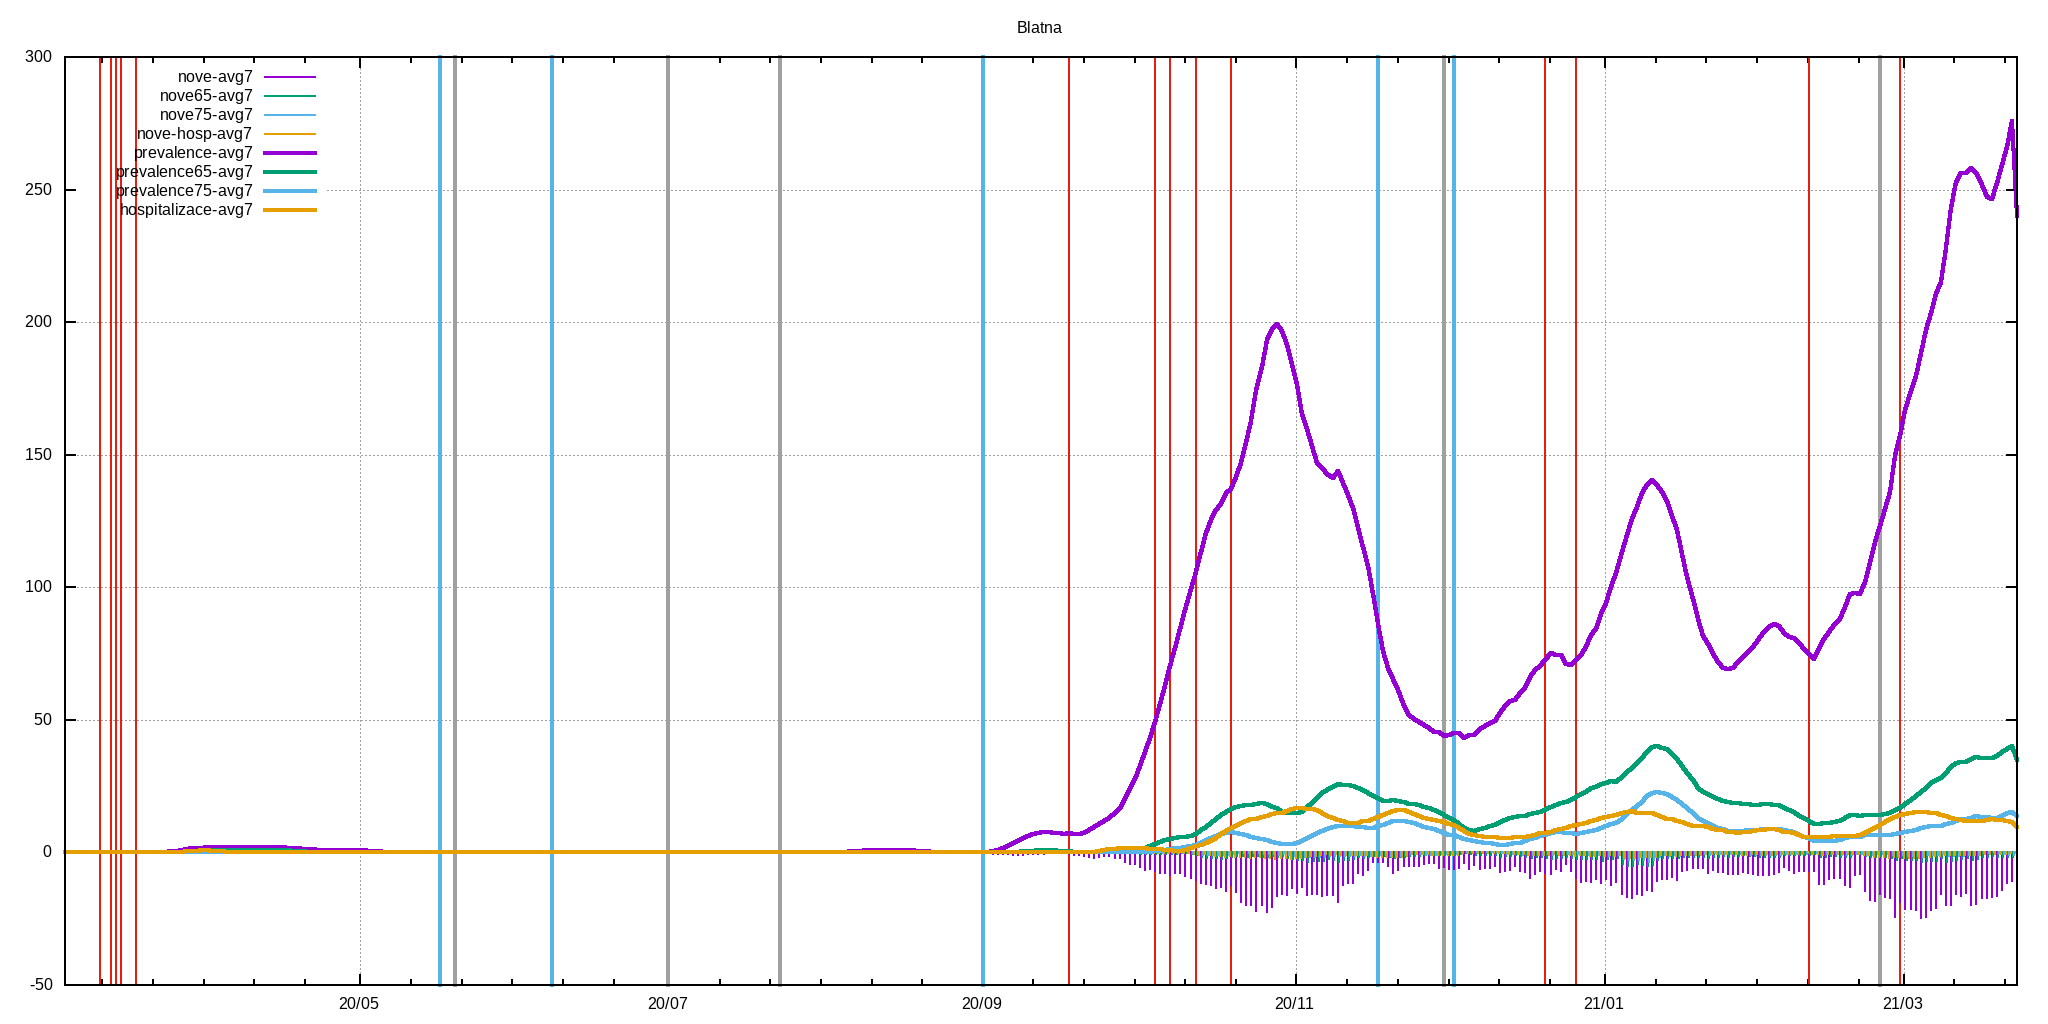 Blatna
300
250
200
150
100
50
0
-50
nove-avg7
nove65-avg7
nove75-avg7
nove-hosp-avg7
prevalence-avg7
prevalence65-avg7
prevalence75-avg7
hospitalizace-avg7
20/05 20/07 20/09 20/11 21/01 21/03